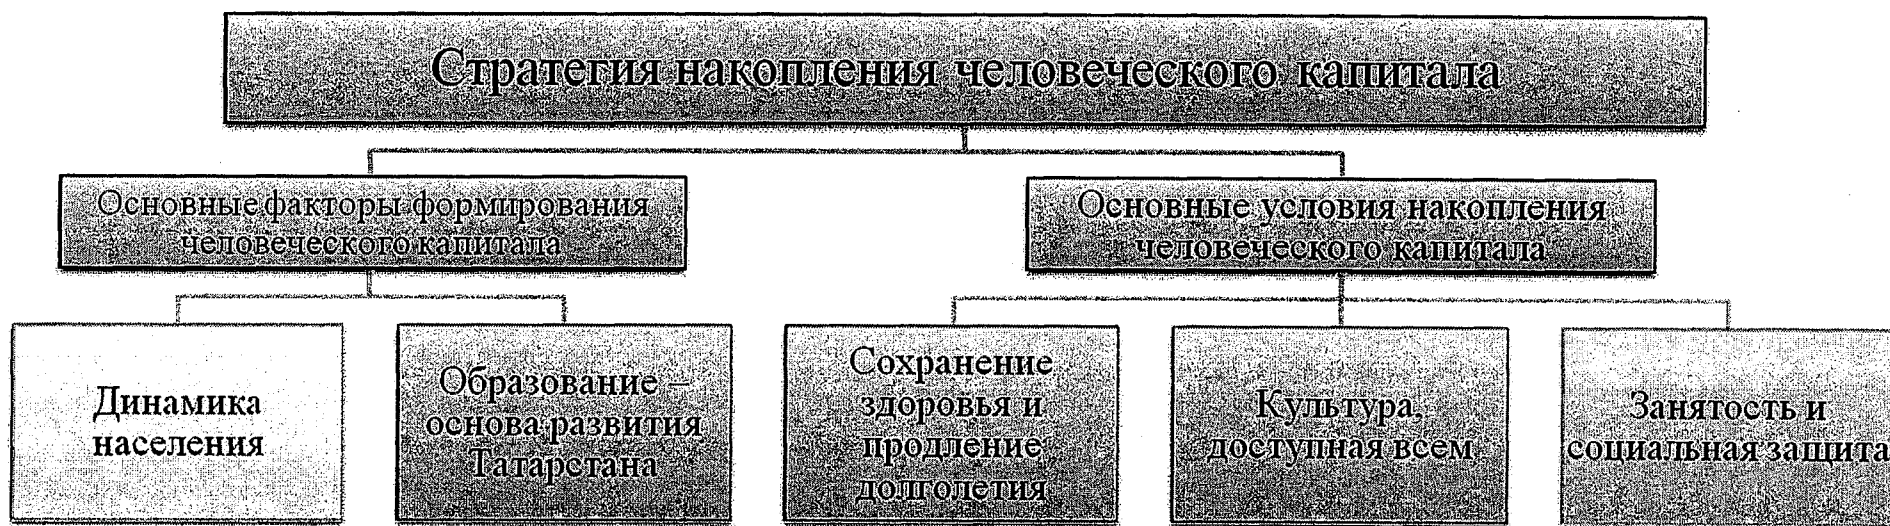 Стратегия накопления человеческого капитала
Основные факторы формирования
человеческого капитала
Основные условия накопления
человеческого капитала
Динамика
населения
Образование –
основа развития
Татарстана
Сохранение
здоровья и
продление
долголетия
Культура,
доступная всем
Занятость и
социальная защита